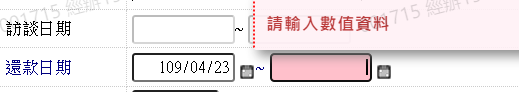 訪談日期 ~
請輸入數值資料
還款日期 109/04/23 ~